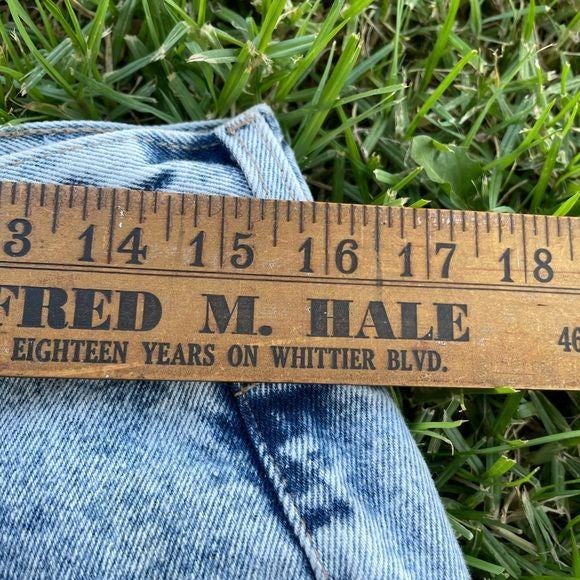 3 14 15 16 17 18
FRED M. HALE 46
EIGHTEEN YEARS ON WHITTIER BLVD.